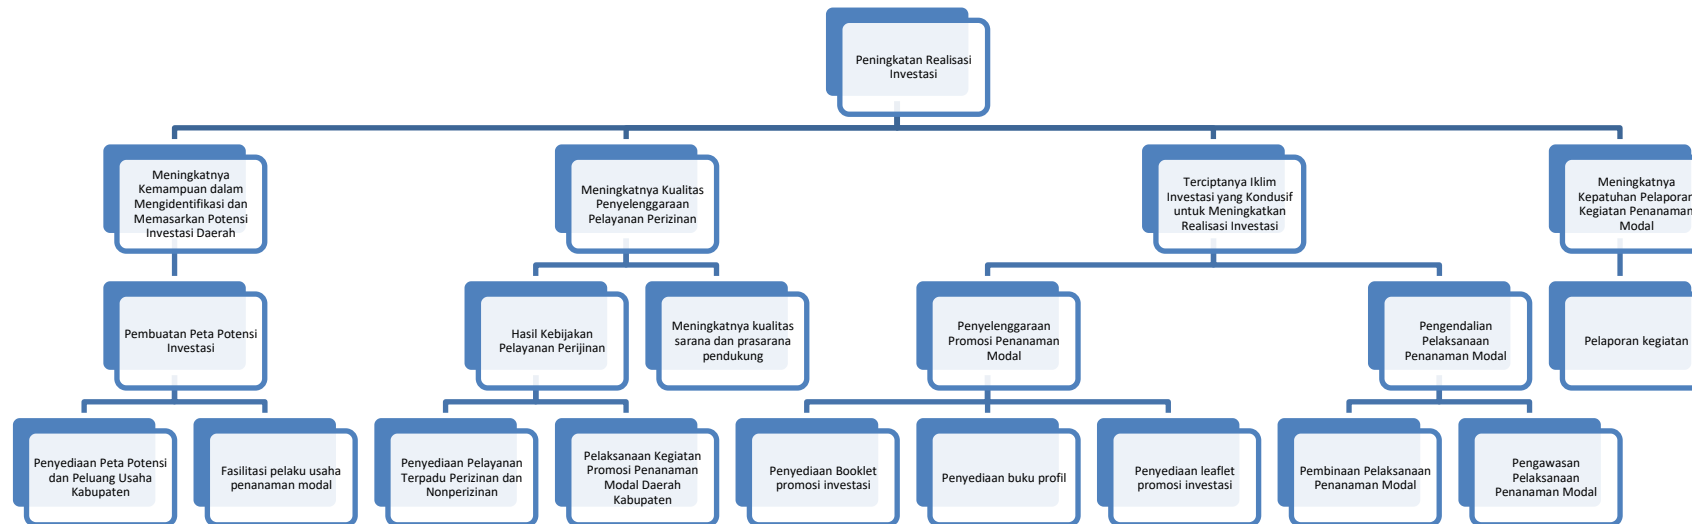 Peningkatan Realisasi
Investasi
Meningkatnya
Kemampuan dalam
Mengidentifikasi dan
Memasarkan Potensi
Investasi Daerah
Meningkatnya Kualitas
Penyelenggaraan
Pelayanan Perizinan
Terciptanya Iklim
Investasi yang Kondusif
untuk Meningkatkan
Realisasi Investasi
Meningkatnya
Kepatuhan Pelaporan
Kegiatan Penanaman
Modal
Pembuatan Peta Potensi
Investasi
Hasil Kebijakan
Pelayanan Perijinan
Meningkatnya kualitas
sarana dan prasarana
pendukung
Penyelenggaraan
Promosi Penanaman
Modal
Pengendalian
Pelaksanaan
Penanaman Modal
Pelaporan kegiatan
Penyediaan Peta Potensi
dan Peluang Usaha
Kabupaten
Fasilitasi pelaku usaha
penanaman modal
Penyediaan Pelayanan
Terpadu Perizinan dan
Nonperizinan
Pelaksanaan Kegiatan
Promosi Penanaman
Modal Daerah
Kabupaten
Penyediaan Booklet
promosi investasi
Penyediaan buku profil
Penyediaan leaflet
promosi investasi
Pembinaan Pelaksanaan
Penanaman Modal
Pengawasan
Pelaksanaan
Penanaman Modal